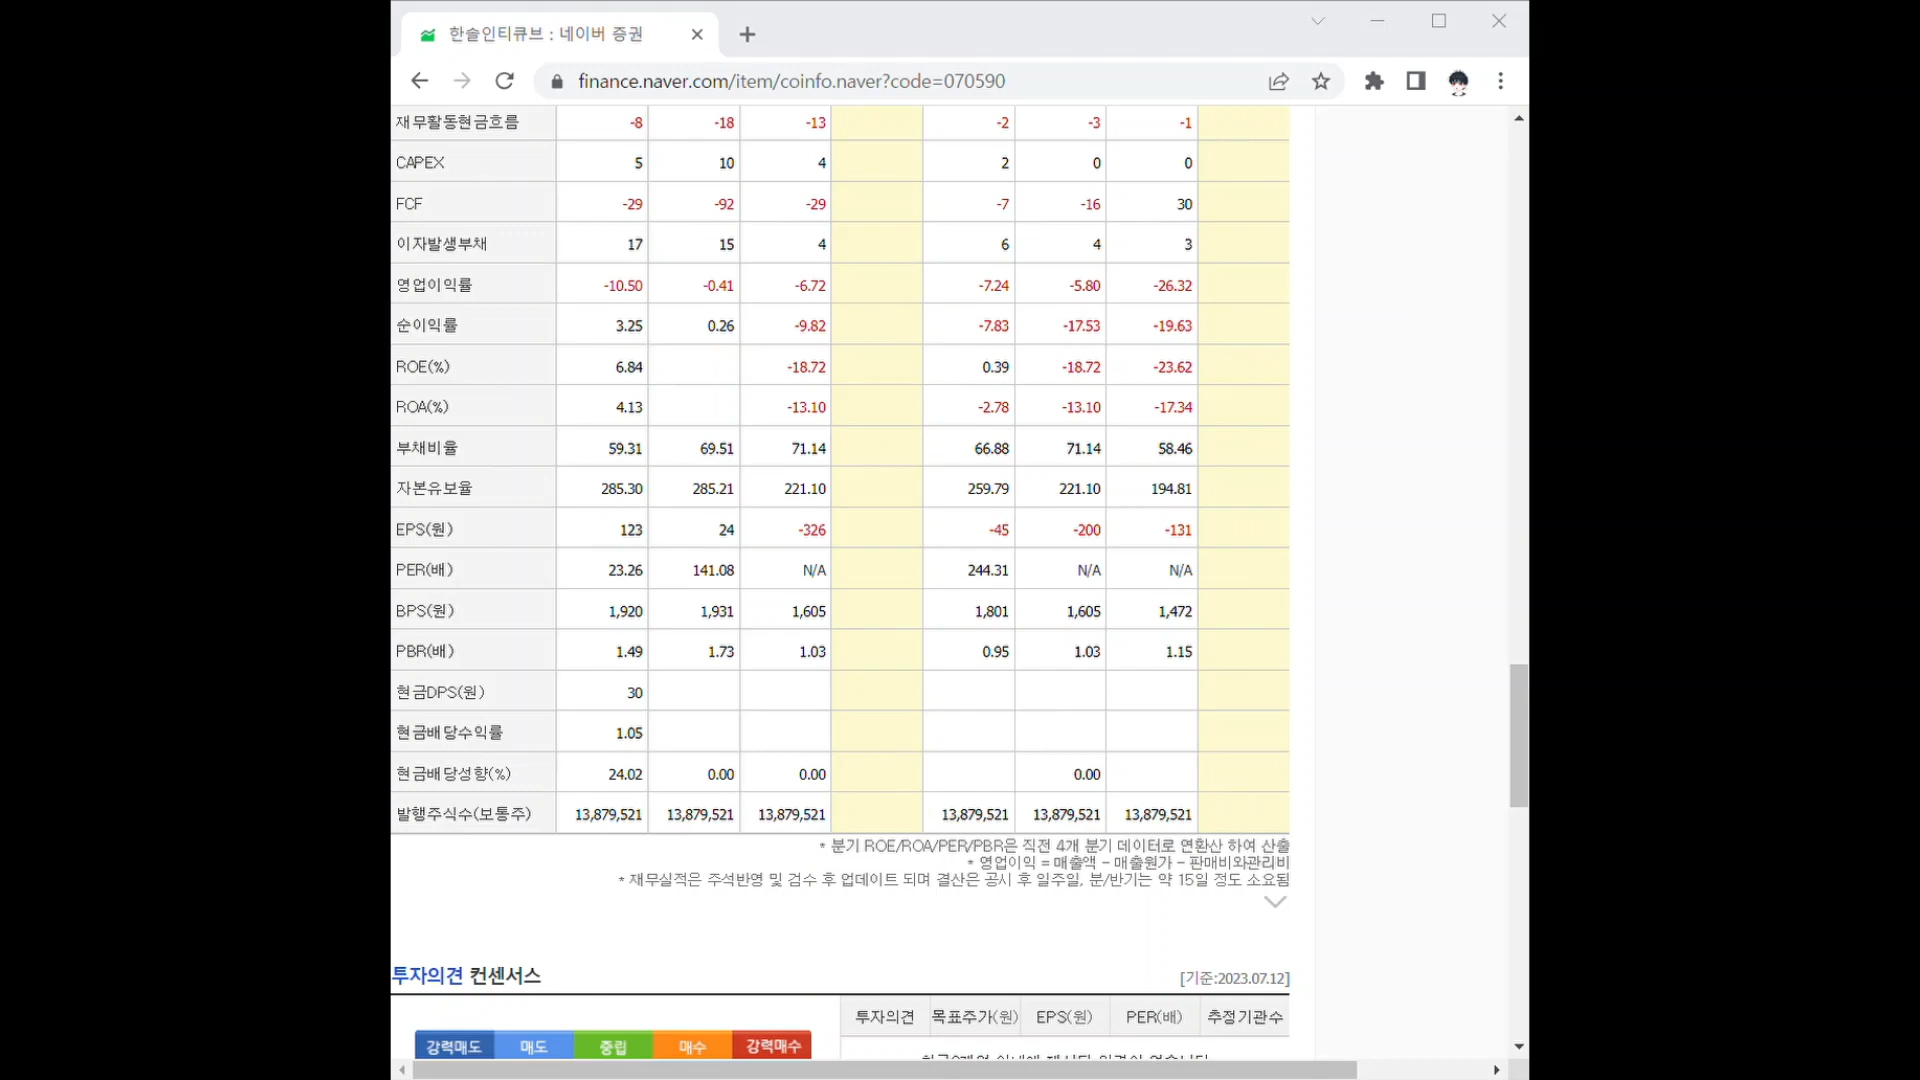 한솔인티큐브 : 네이버 증권
finance.naver.com/item/coinfo.naver?code=070590
재무활동현금흐름 -8 -18 -13 -2 -3 -1
CAPEX 5 10 4 2 0 0
FCF -29 -92 -29 -7 -16 30
이자발생부채 17 15 4 6 4 3
영업이익률 -10.50 -0.41 -6.72 -7.24 -5.80 -26.32
순이익률 3.25 0.26 -9.82 -7.83 -17.53 -19.63
ROE(%) 6.84 -18.72 0.39 -18.72 -23.62
ROA(%) 4.13 -13.10 -2.78 -13.10 -17.34
부채비율 59.31 69.51 71.14 66.88 71.14 58.46
자본유보율 285.30 285.21 221.10 259.79 221.10 194.81
EPS(원) 123 24 -326 -45 -200 -131
PER(배) 23.26 141.08 N/A 244.31 N/A N/A
BPS(원) 1,920 1,931 1,605 1,801 1,605 1,472
PBR(배) 1.49 1.73 1.03 0.95 1.03 1.15
현금DPS(원) 30
현금배당수익률 1.05
현금배당성향(%) 24.02 0.00 0.00 0.00
발행주식수(보통주) 13,879,521 13,879,521 13,879,521 13,879,521 13,879,521 13,879,521
* 분기 ROE/ROA/PER/PBR은 직전 4개 분기 데이터로 연환산 하여 산출
* 영업이익 = 매출액 - 매출원가 - 판매비와관리비
* 재무실적은 주석반영 및 검수 후 업데이트 되며 결산은 공시 후 일주일, 분/반기는 약 15일 정도 소요됨
투자의견 컨센서스 [기준:2023.07.12]
투자의견 목표주가(원) EPS(원) PER(배) 추정기관수
강력매도 매도 중립 매수 강력매수